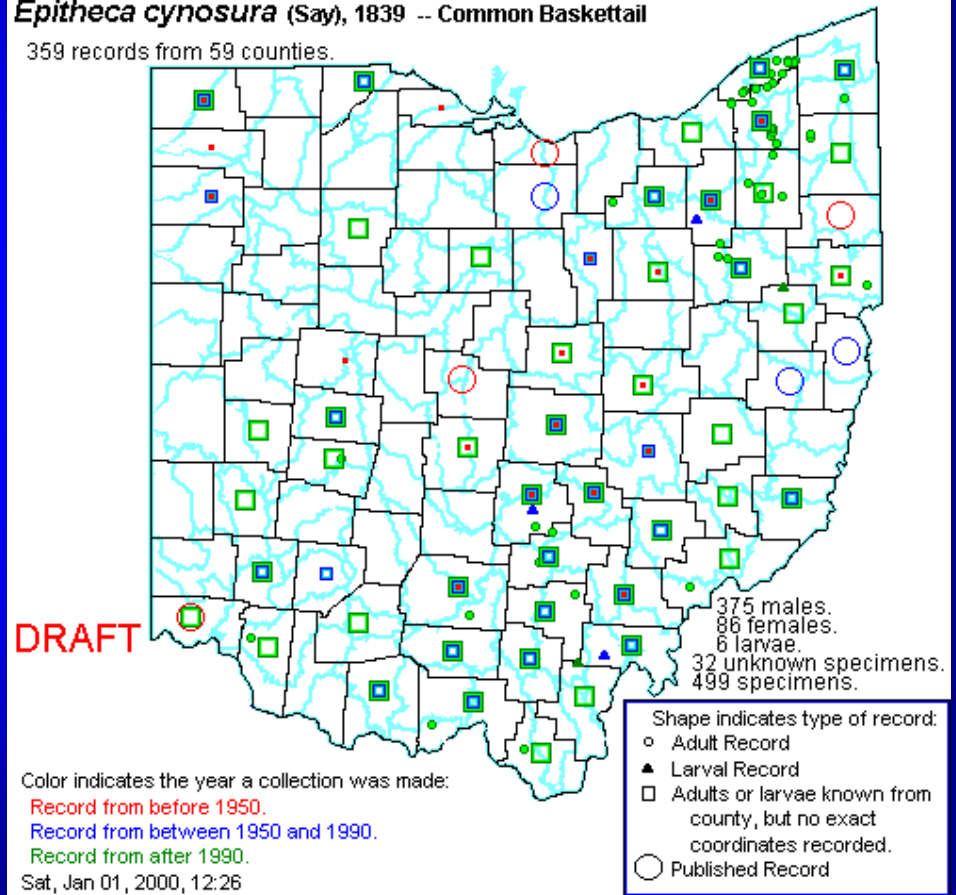 Epitheca cynosura (Say), 1839 -- Common Baskettail
359 records from 59 counties.
DRAFT
375 males.
86 females.
6 larvae.
32 unknown specimens.
499 specimens.
Shape indicates type of record:
Adult Record
Larval Record
Adults or larvae known from
county, but no exact
coordinates recorded.
Published Record
Color indicates the year a collection was made:
Record from before 1950.
Record from between 1950 and 1990.
Record from after 1990.
Sat, Jan 01, 2000, 12:26